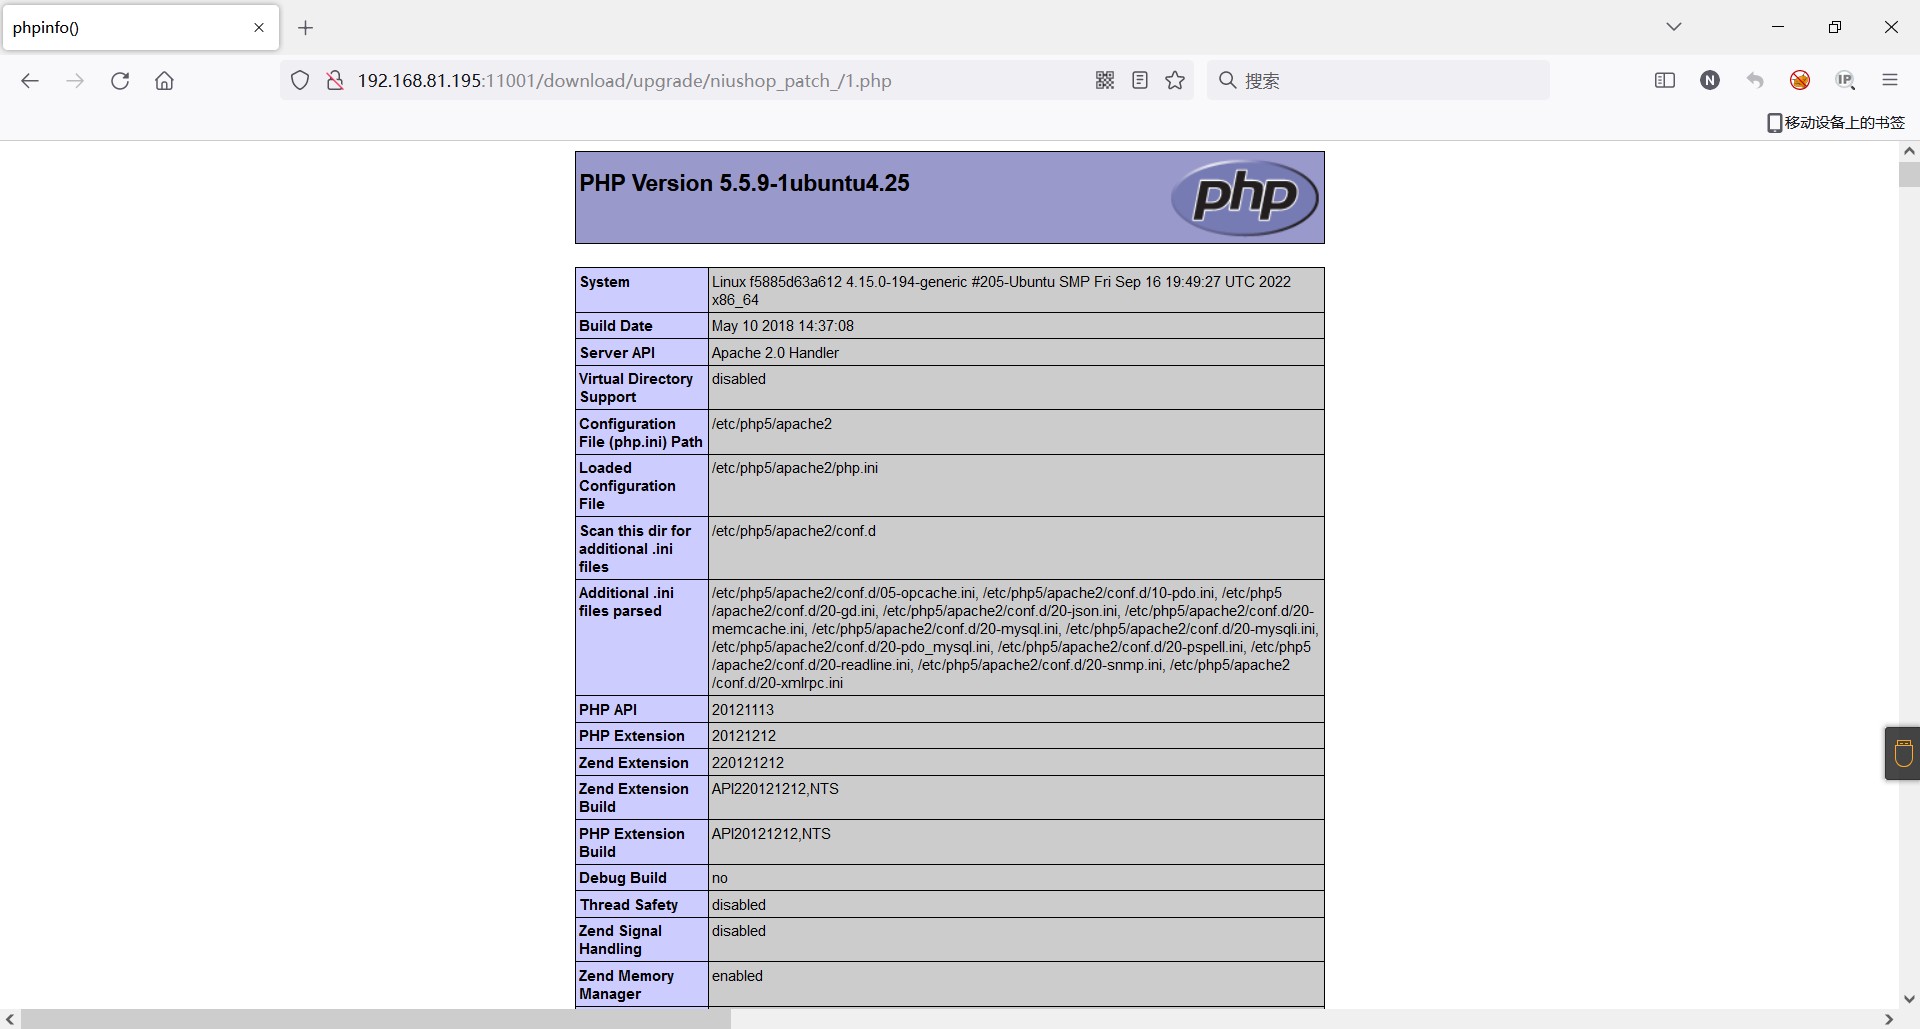 phpinfo()
192.168.81.195:11001/download/upgrade/niushop_patch_/1.php
搜索
N
IP
移动设备上的书签
PHP Version 5.5.9-1ubuntu4.25
php
System
Linux f5885d63a612 4.15.0-194-generic #205-Ubuntu SMP Fri Sep 16 19:49:27 UTC 2022
x86_64
Build Date
May 10 2018 14:37:08
Server API
Apache 2.0 Handler
Virtual Directory
Support
disabled
Configuration
File (php.ini) Path
/etc/php5/apache2
Loaded
Configuration
File
/etc/php5/apache2/php.ini
Scan this dir for
additional .ini
files
/etc/php5/apache2/conf.d
Additional .ini
files parsed
/etc/php5/apache2/conf.d/05-opcache.ini, /etc/php5/apache2/conf.d/10-pdo.ini, /etc/php5
/apache2/conf.d/20-gd.ini, /etc/php5/apache2/conf.d/20-json.ini, /etc/php5/apache2/conf.d/20-
memcache.ini, /etc/php5/apache2/conf.d/20-mysql.ini, /etc/php5/apache2/conf.d/20-mysqli.ini,
/etc/php5/apache2/conf.d/20-pdo_mysql.ini, /etc/php5/apache2/conf.d/20-pspell.ini, /etc/php5
/apache2/conf.d/20-readline.ini, /etc/php5/apache2/conf.d/20-snmp.ini, /etc/php5/apache2
/conf.d/20-xmlrpc.ini
PHP API
20121113
PHP Extension
20121212
Zend Extension
220121212
Zend Extension
Build
API220121212,NTS
PHP Extension
Build
API20121212,NTS
Debug Build
no
Thread Safety
disabled
Zend Signal
Handling
disabled
Zend Memory
Manager
enabled